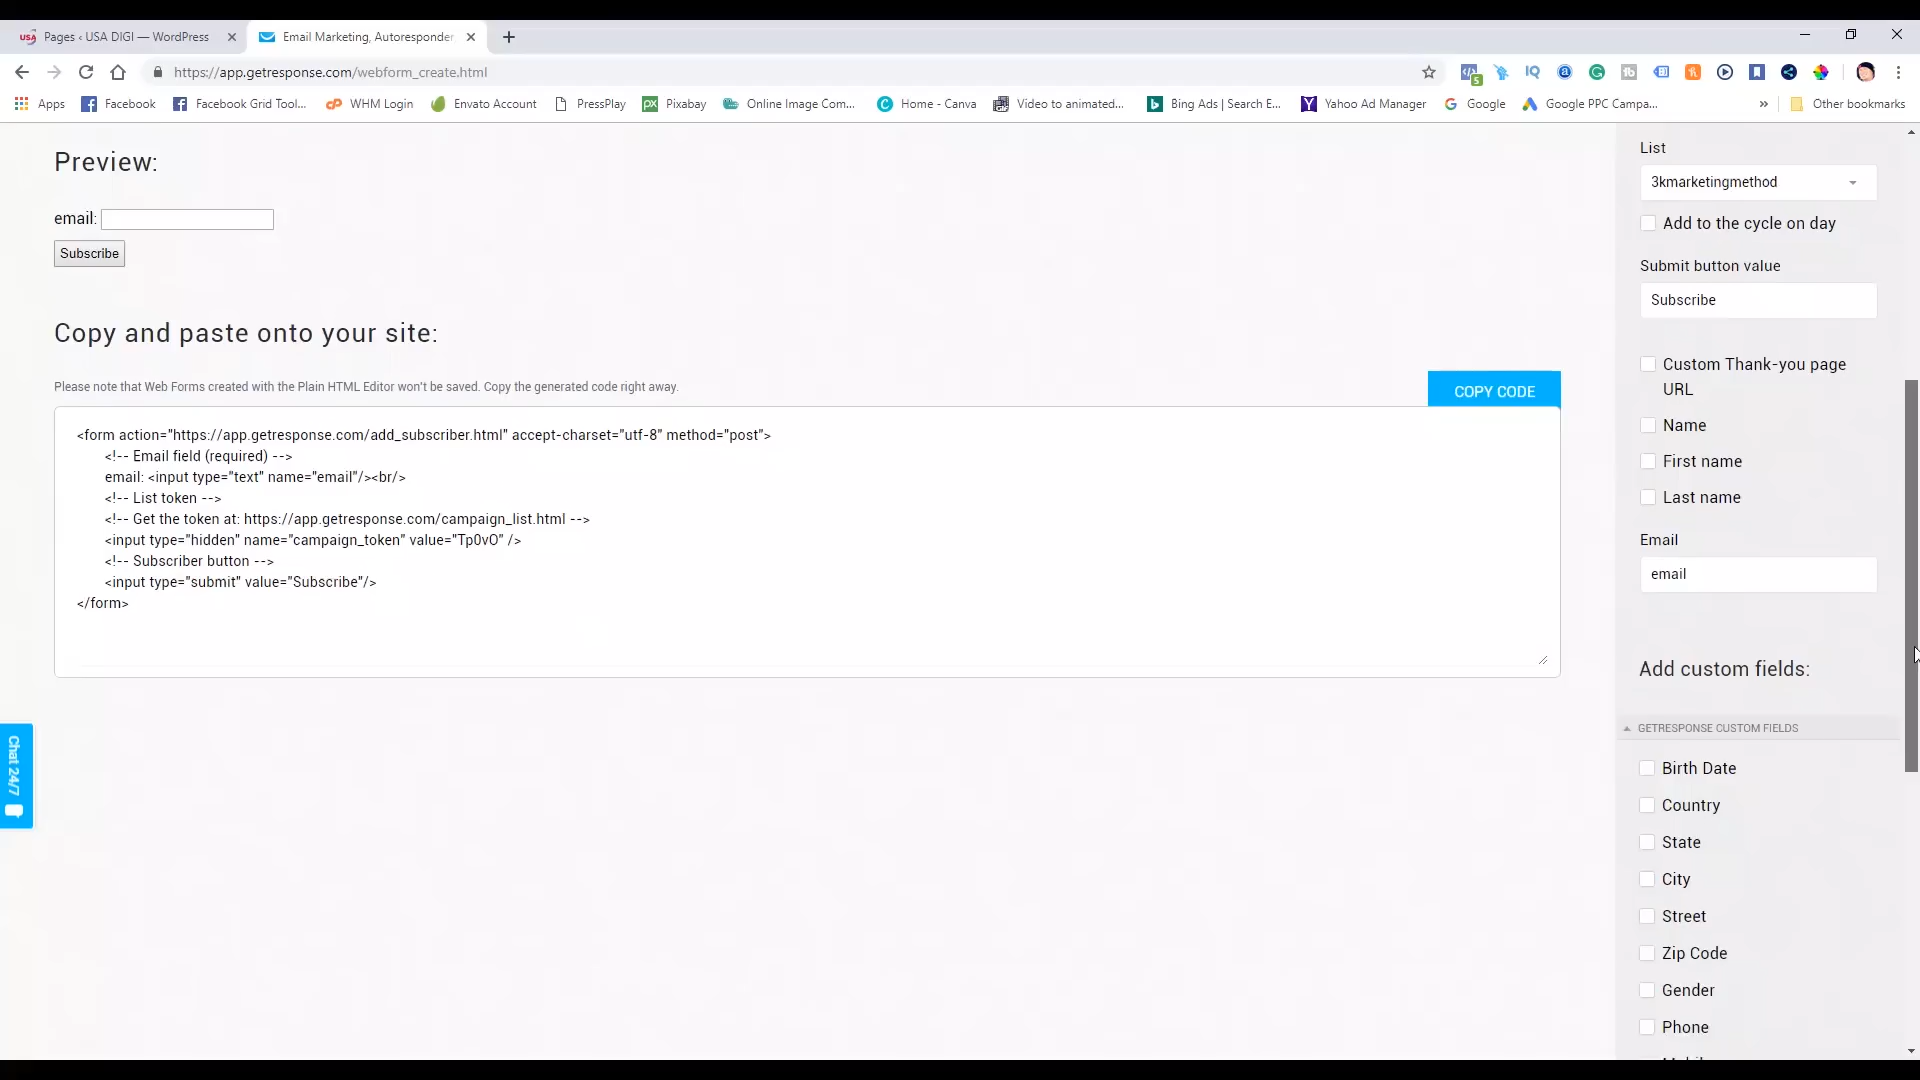 Pages ‹ USA DIGI — WordPress
Email Marketing, Autoresponder
https://app.getresponse.com/webform_create.html
Apps
Facebook
Facebook Grid Tool...
WHM Login
Envato Account
PressPlay
Pixabay
Online Image Com...
Home - Canva
Video to animated...
Bing Ads | Search E...
Yahoo Ad Manager
Google
Google PPC Campa...
»
Other bookmarks
Preview:
email:
Subscribe
Copy and paste onto your site:
Please note that Web Forms created with the Plain HTML Editor won't be saved. Copy the generated code right away.
COPY CODE
<form action="https://app.getresponse.com/add_subscriber.html" accept-charset="utf-8" method="post">
<!-- Email field (required) -->
email: <input type="text" name="email"/><br/>
<!-- List token -->
<!-- Get the token at: https://app.getresponse.com/campaign_list.html -->
<input type="hidden" name="campaign_token" value="Tp0vO" />
<!-- Subscriber button -->
<input type="submit" value="Subscribe"/>
</form>
Chat 24/7
List
3kmarketingmethod
Add to the cycle on day
Submit button value
Subscribe
Custom Thank-you page
URL
Name
First name
Last name
Email
email
Add custom fields:
GETRESPONSE CUSTOM FIELDS
Birth Date
Country
State
City
Street
Zip Code
Gender
Phone